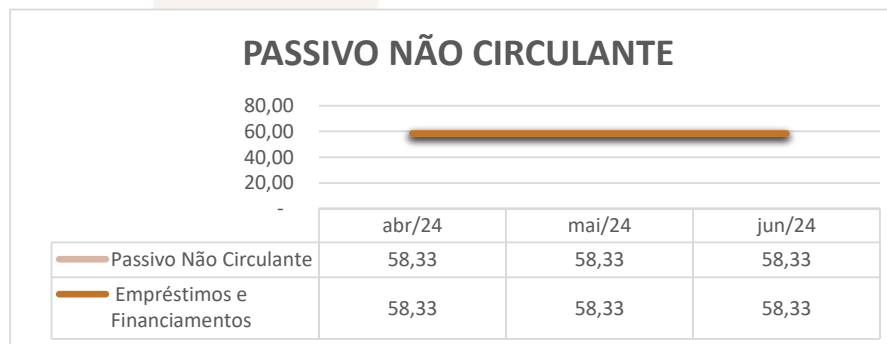 PASSIVO NÃO CIRCULANTE
80,00
60,00
40,00
20,00
-
abr/24 mai/24 jun/24
Passivo Não Circulante 58,33 58,33 58,33
Empréstimos e
Financiamentos 58,33 58,33 58,33